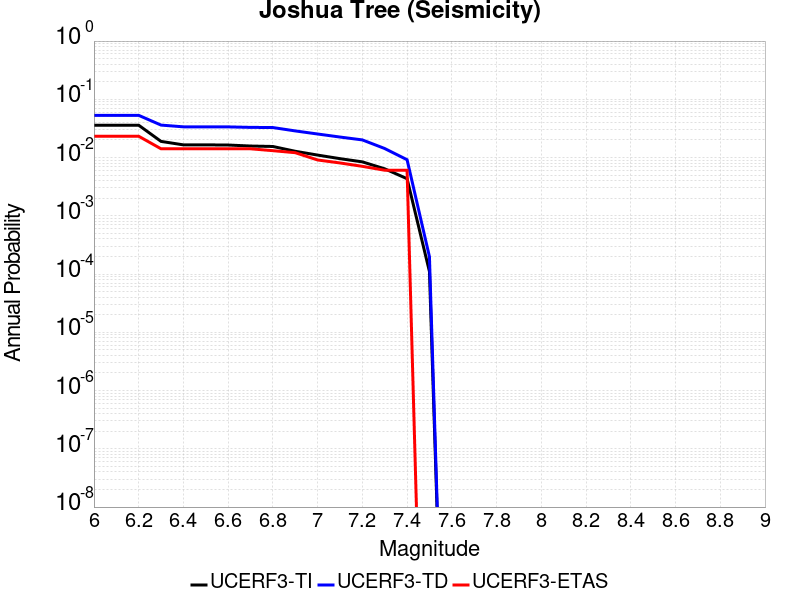 Joshua Tree (Seismicity)
10^0
10^-1
10^-2
10^-3
10^-4
10^-5
10^-6
10^-7
10^-8
Annual Probability
6 6.2 6.4 6.6 6.8 7 7.2 7.4 7.6 7.8 8 8.2 8.4 8.6 8.8 9
Magnitude
UCERF3-TI UCERF3-TD UCERF3-ETAS